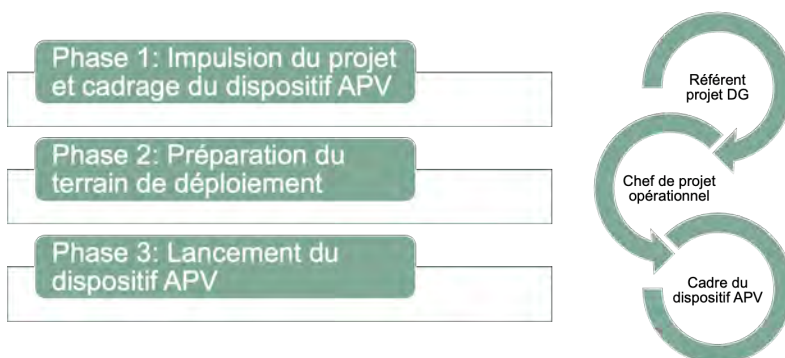 Phase 1: Impulsion du projet
et cadrage du dispositif APV
Phase 2: Préparation du
terrain de déploiement
Phase 3: Lancement du
dispositif APV
Référent
projet DG
Chef de projet
opérationnel
Cadre du
dispositif APV